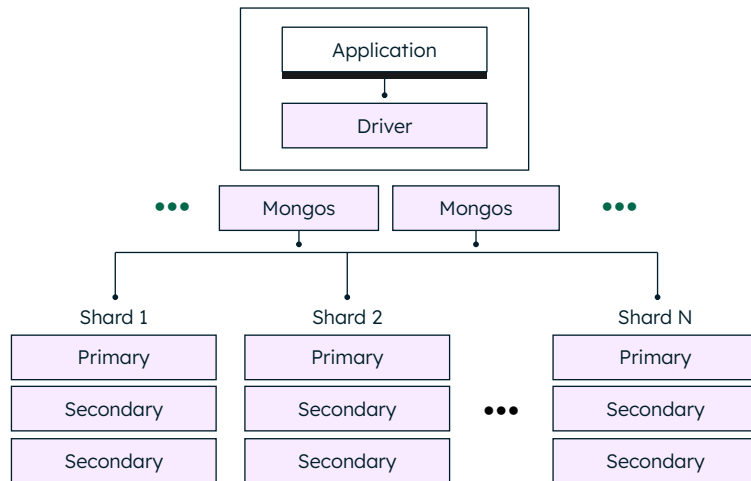 Application
Driver
••• Mongos Mongos •••
Shard 1 Shard 2 Shard N
Primary Primary Primary
Secondary Secondary ••• Secondary
Secondary Secondary Secondary